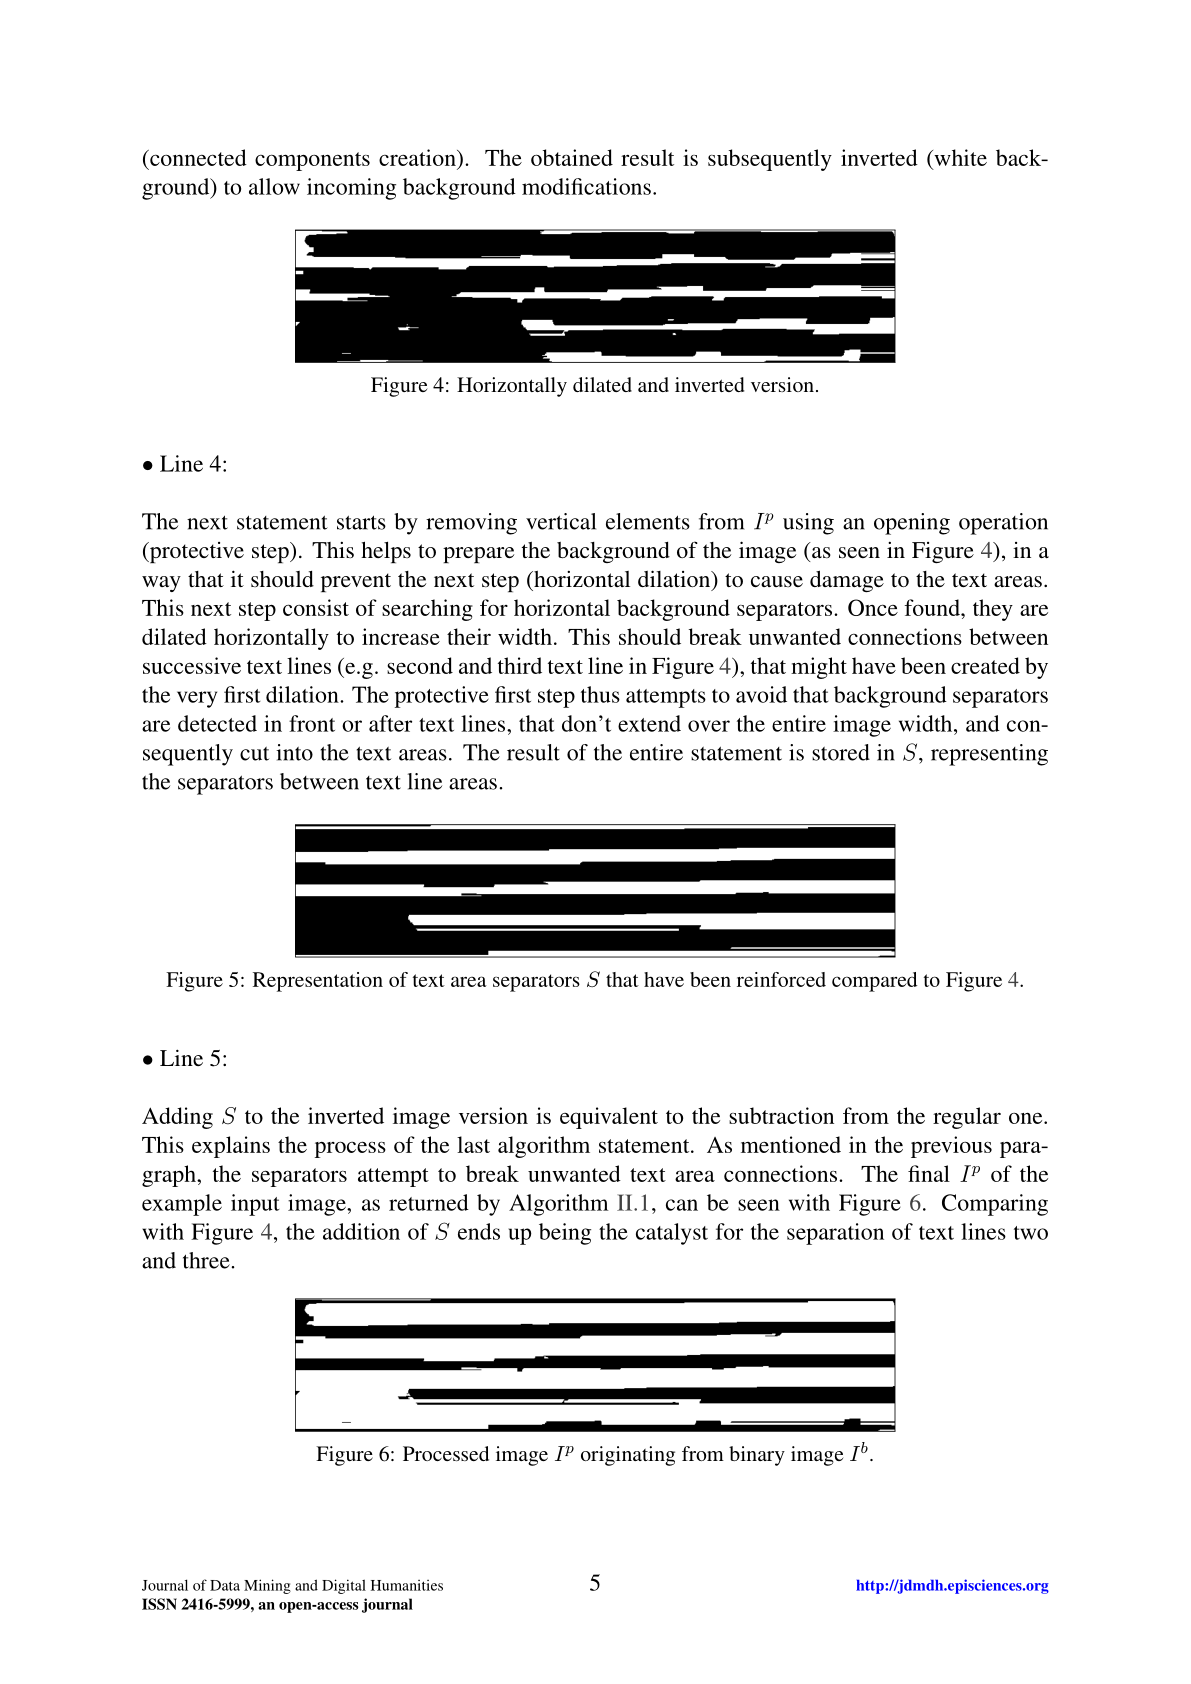 (connected components creation). The obtained result is subsequently inverted (white back-
ground) to allow incoming background modifications.
Figure 4: Horizontally dilated and inverted version.
• Line 4:
The next statement starts by removing vertical elements from I^p using an opening operation
(protective step). This helps to prepare the background of the image (as seen in Figure 4), in a
way that it should prevent the next step (horizontal dilation) to cause damage to the text areas.
This next step consist of searching for horizontal background separators. Once found, they are
dilated horizontally to increase their width. This should break unwanted connections between
successive text lines (e.g. second and third text line in Figure 4), that might have been created by
the very first dilation. The protective first step thus attempts to avoid that background separators
are detected in front or after text lines, that don't extend over the entire image width, and con-
sequently cut into the text areas. The result of the entire statement is stored in S, representing
the separators between text line areas.
Figure 5: Representation of text area separators S that have been reinforced compared to Figure 4.
• Line 5:
Adding S to the inverted image version is equivalent to the subtraction from the regular one.
This explains the process of the last algorithm statement. As mentioned in the previous para-
graph, the separators attempt to break unwanted text area connections. The final I^p of the
example input image, as returned by Algorithm II.1, can be seen with Figure 6. Comparing
with Figure 4, the addition of S ends up being the catalyst for the separation of text lines two
and three.
Figure 6: Processed image I^p originating from binary image I^b.
Journal of Data Mining and Digital Humanities
ISSN 2416-5999, an open-access journal
5
http://jdmdh.episciences.org